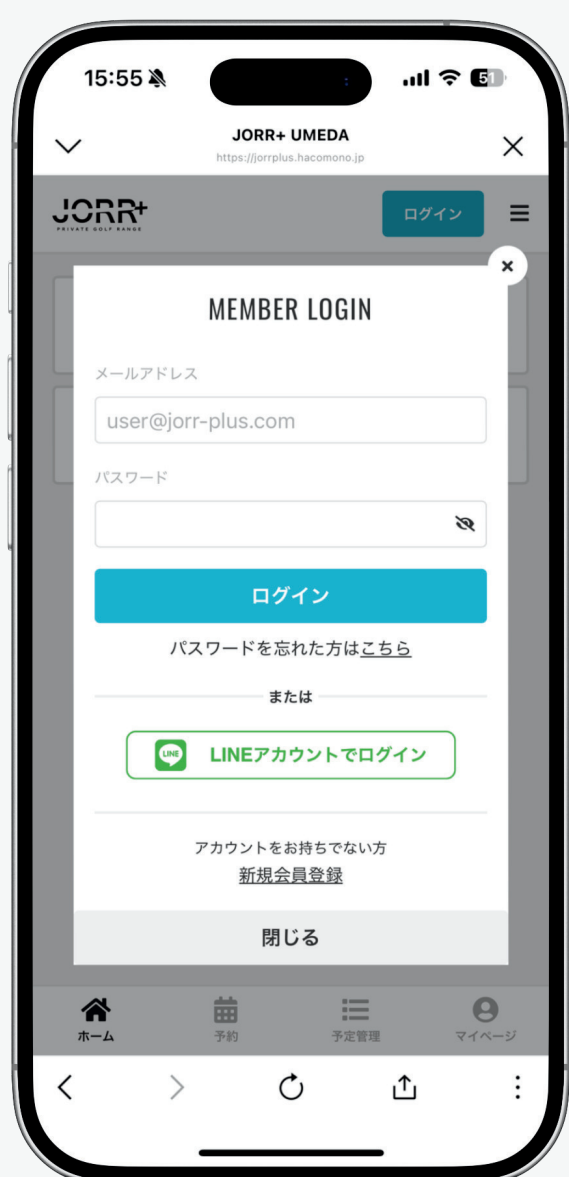 15:55
51
JORR+ UMEDA
https://jorrplus.hacomono.jp
JORR+
PRIVATE GOLF RANGE
ログイン
MEMBER LOGIN
メールアドレス
user@jorr-plus.com
パスワード
ログイン
パスワードを忘れた方はこちら
または
LINE
LINEアカウントでログイン
アカウントをお持ちでない方
新規会員登録
閉じる
ホーム
予約
予定管理
マイページ